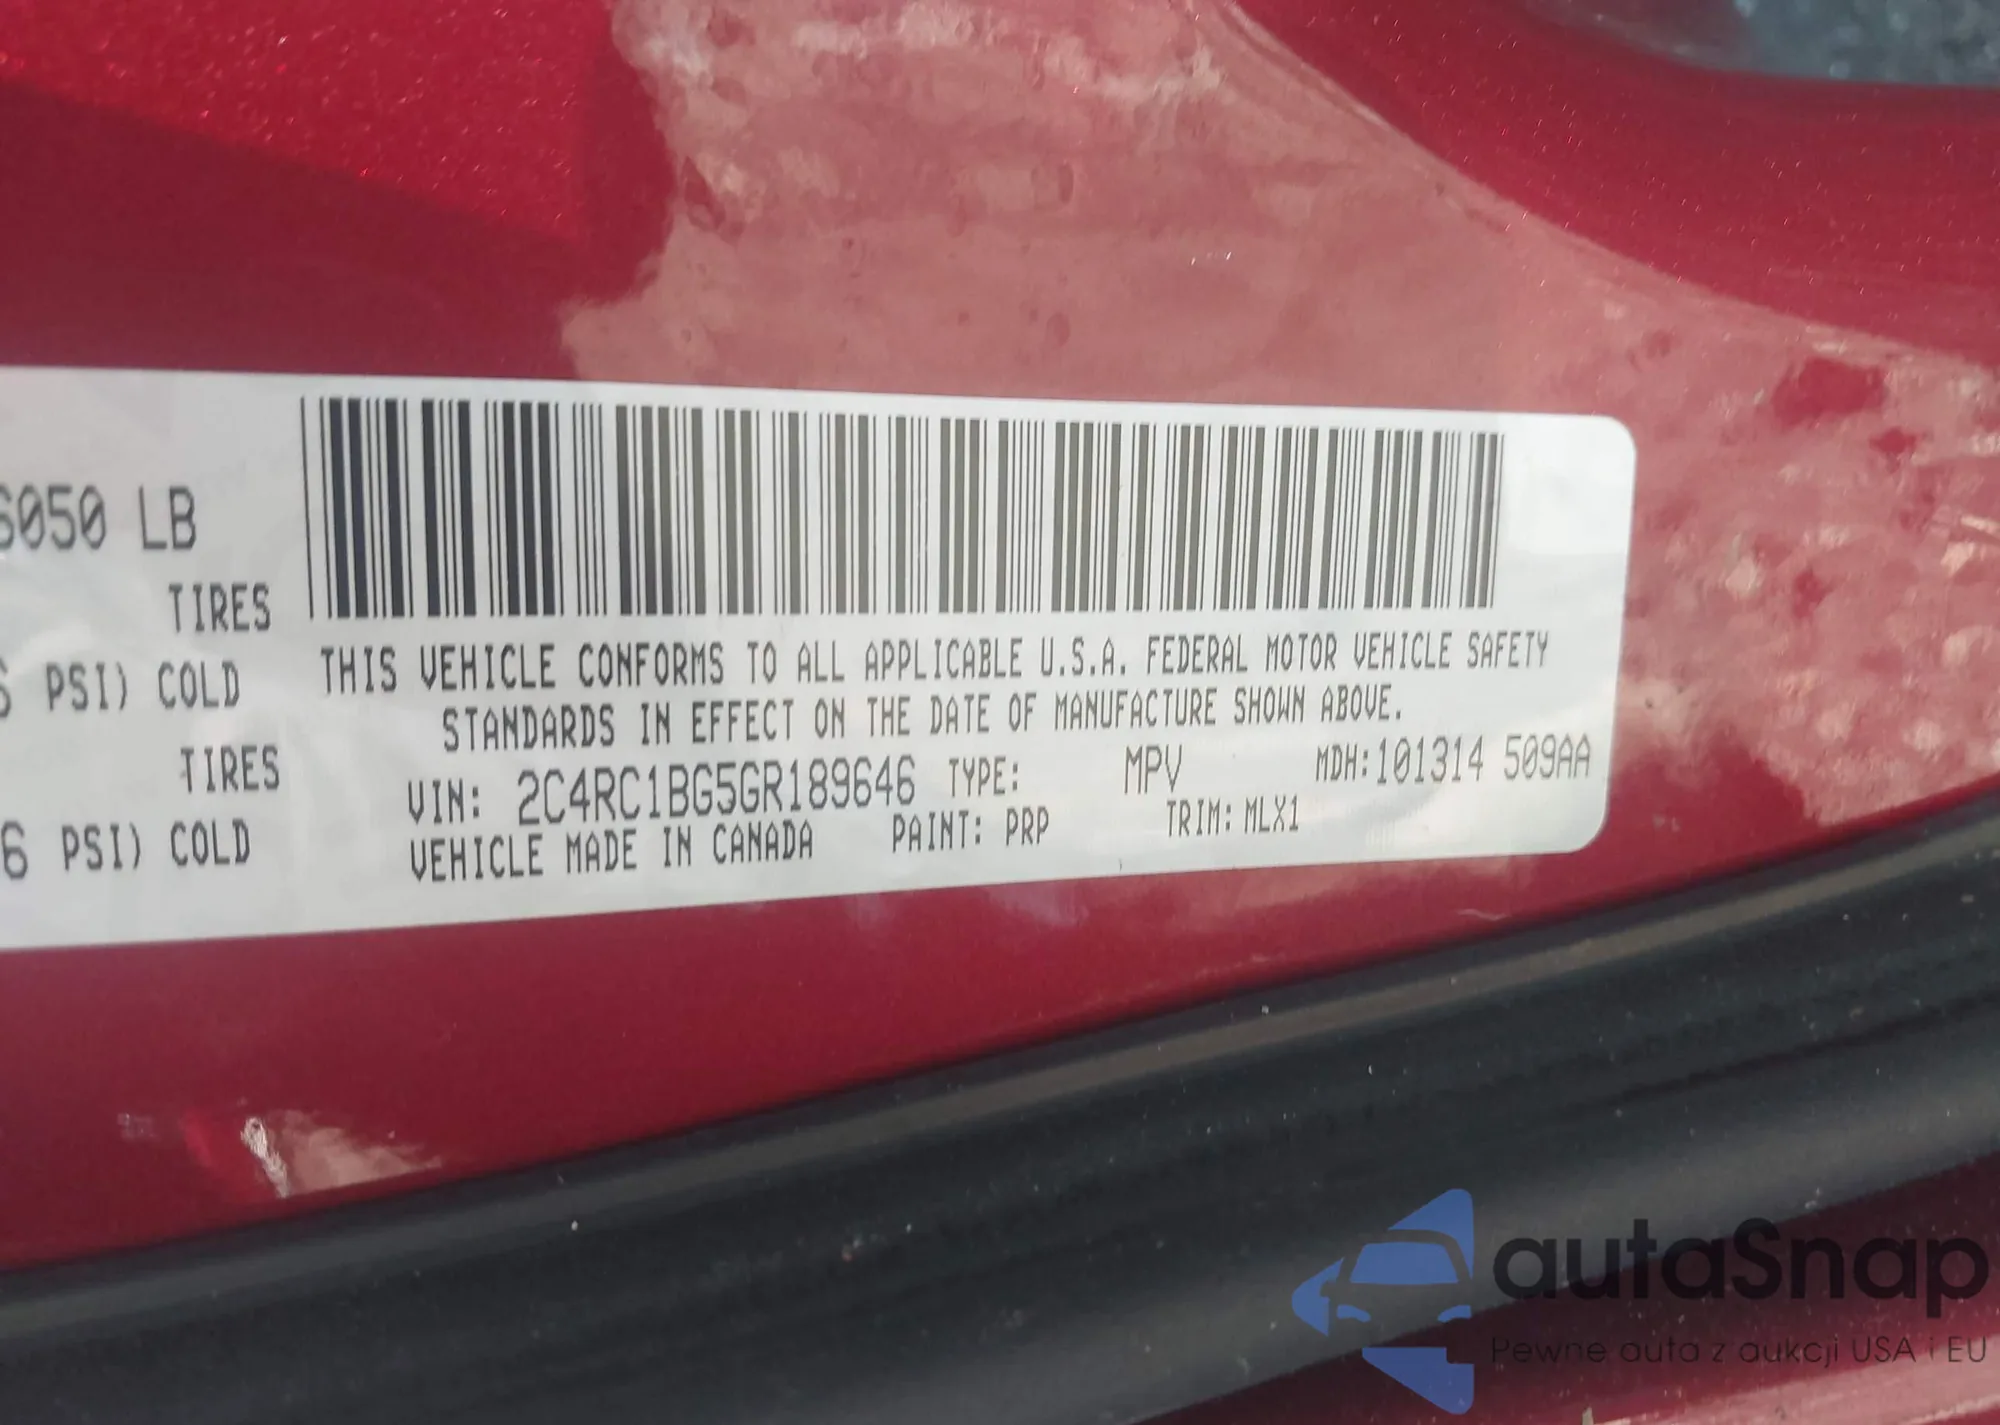 6050 LB
TIRES
PSI) COLD
TIRES
6 PSI) COLD
THIS VEHICLE CONFORMS TO ALL APPLICABLE U.S.A. FEDERAL MOTOR VEHICLE SAFETY
STANDARDS IN EFFECT ON THE DATE OF MANUFACTURE SHOWN ABOVE.
VIN: 2C4RC1BG5GR189646 TYPE: MPV MDH:101314 509AA
VEHICLE MADE IN CANADA PAINT: PRP TRIM: MLX1
autaSnap
Pewne auta z aukcji USA i EU